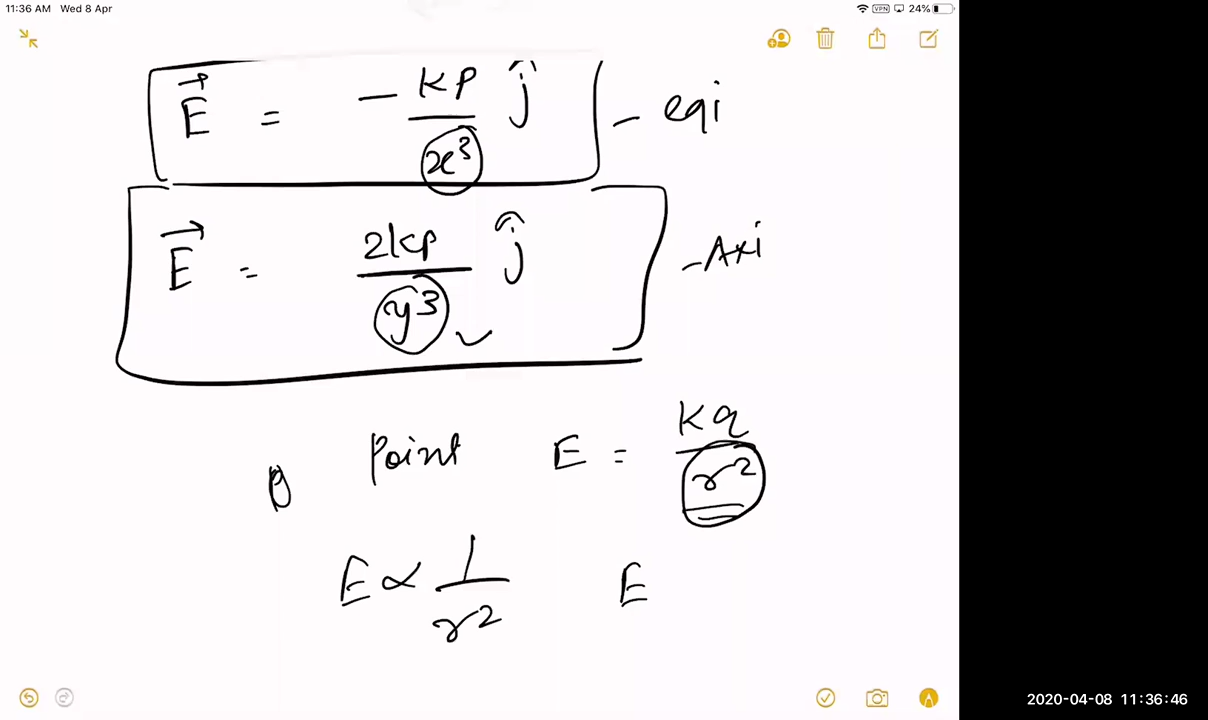 11:36 AM Wed 8 Apr VPN 24%
E⃗ = − kp/x³ ĵ – eqi
E⃗ = 2kp/y³ ĵ – Axi
Point E = kq/r²
E ∝ 1/r² E
2020-04-08 11:36:46